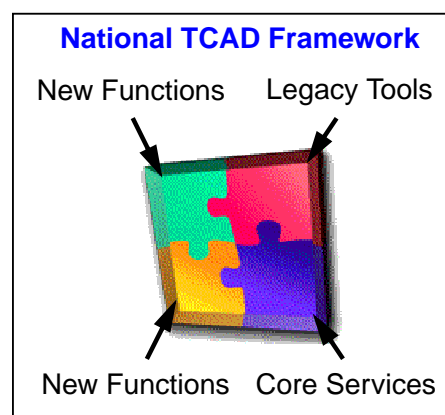 National TCAD Framework
New Functions Legacy Tools
New Functions Core Services